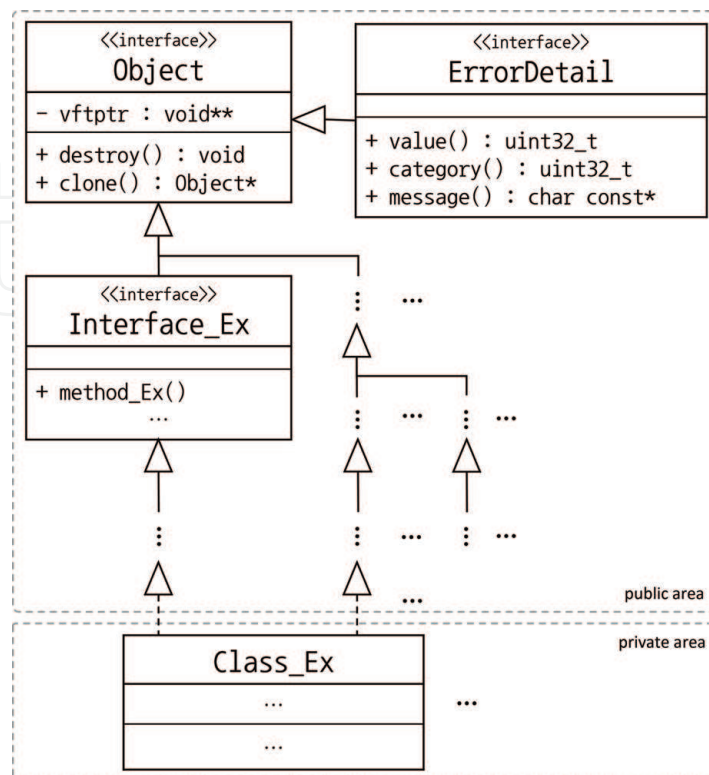 <<interface>>
Object
- vftptr : void**
+ destroy() : void
+ clone() : Object*
<<interface>>
ErrorDetail
+ value() : uint32_t
+ category() : uint32_t
+ message() : char const*
<<interface>>
Interface_Ex
+ method_Ex()
...
...
...
...
...
...
...
...
public area
private area
Class_Ex
...
...
...